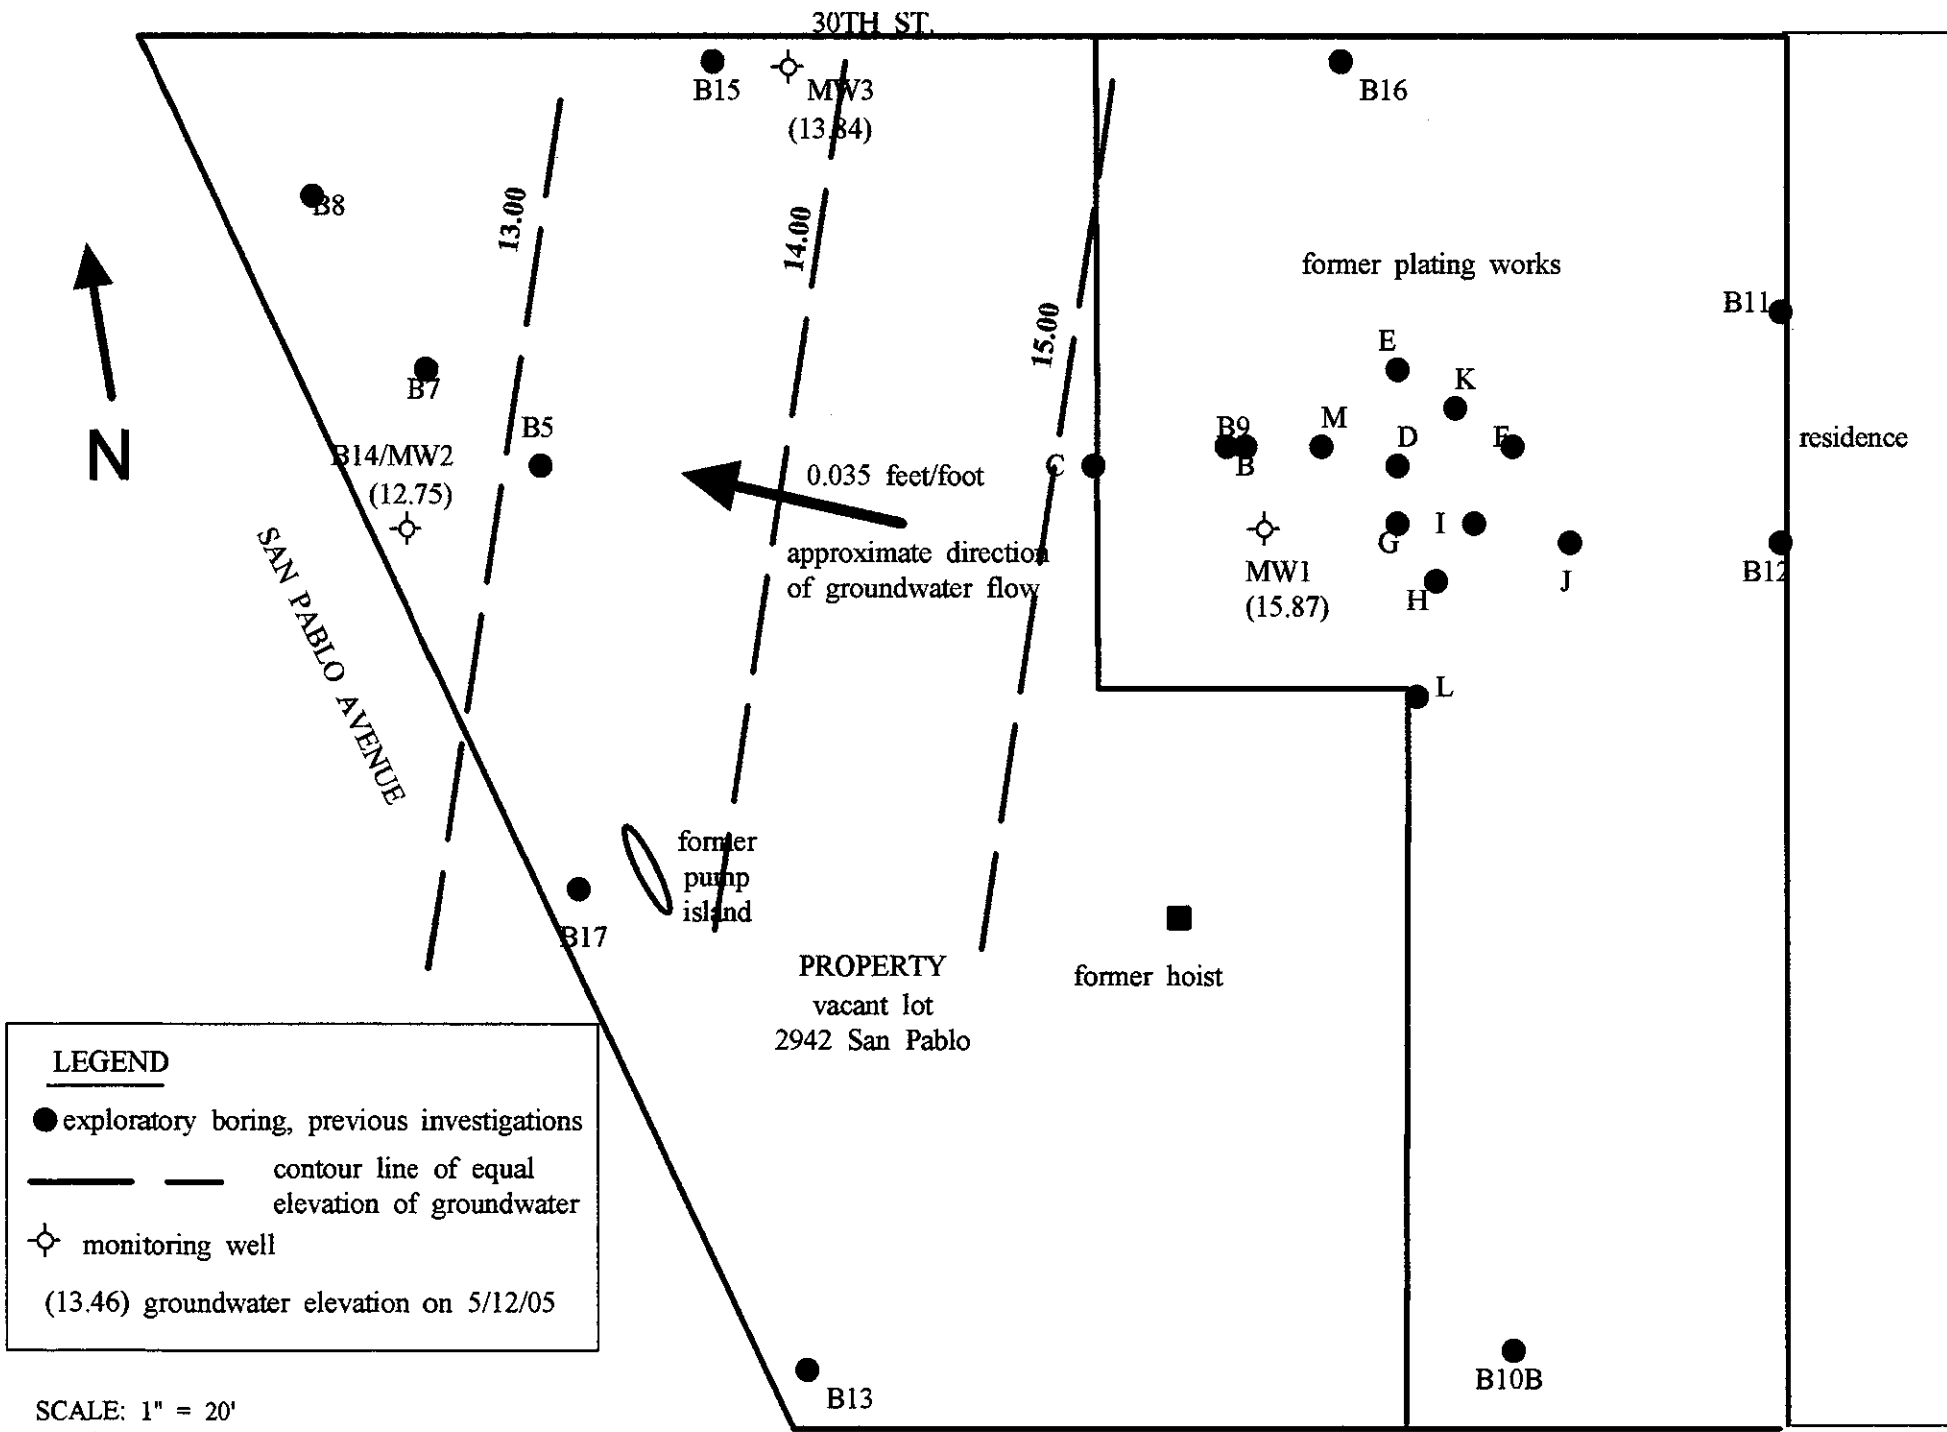 30TH ST.
B15
MW3
(13.84)
B16
B8
13.00
14.00
15.00
former plating works
B11
E
K
B7
B5
B9
M
D
F
residence
N
B14/MW2
(12.75)
0.035 feet/foot
C
B
approximate direction
of groundwater flow
MW1
(15.87)
G
I
H
J
B12
SAN PABLO AVENUE
L
former
pump
island
B17
PROPERTY
vacant lot
2942 San Pablo
former hoist
LEGEND
exploratory boring, previous investigations
contour line of equal
elevation of groundwater
monitoring well
(13.46) groundwater elevation on 5/12/05
B13
B10B
SCALE: 1" = 20'